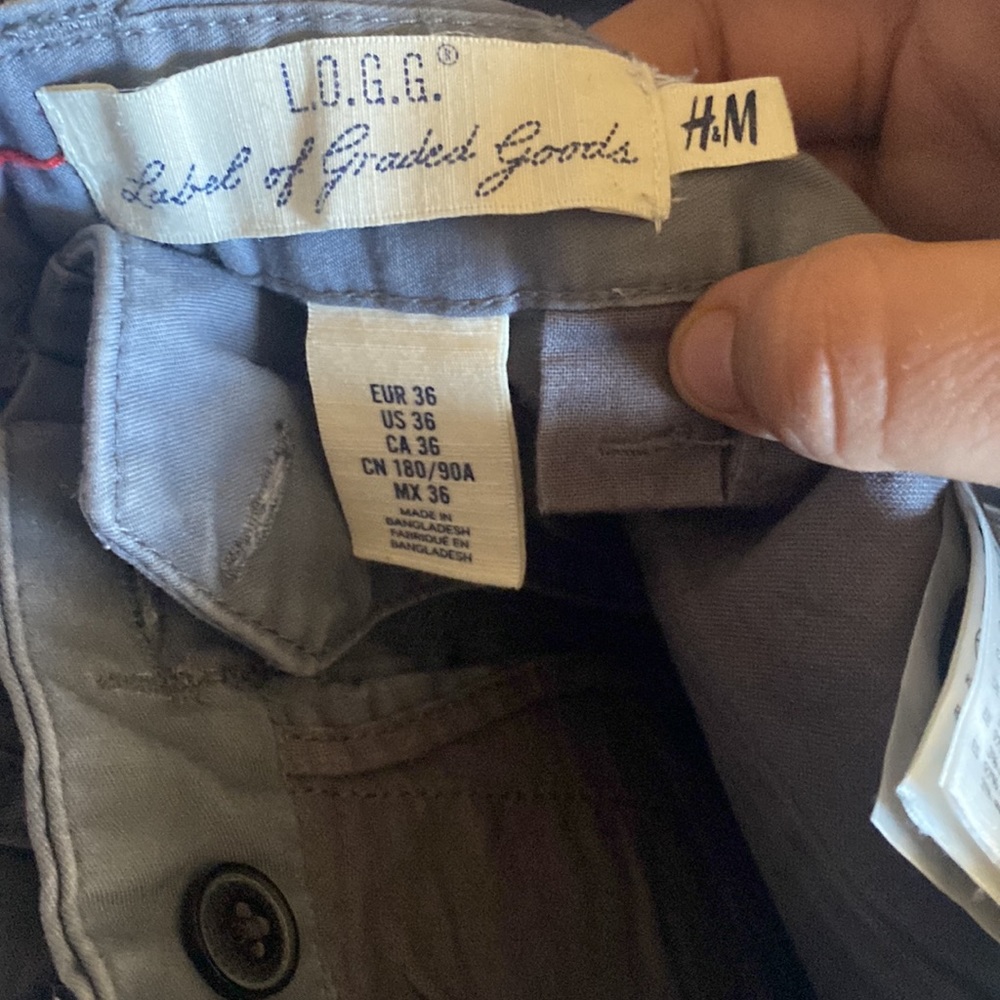 L.O.G.G.®
Label of Graded Goods
H&M
EUR 36
US 36
CA 36
CN 180/90A
MX 36
MADE IN
BANGLADESH
FABRIQUÉ EN
BANGLADESH